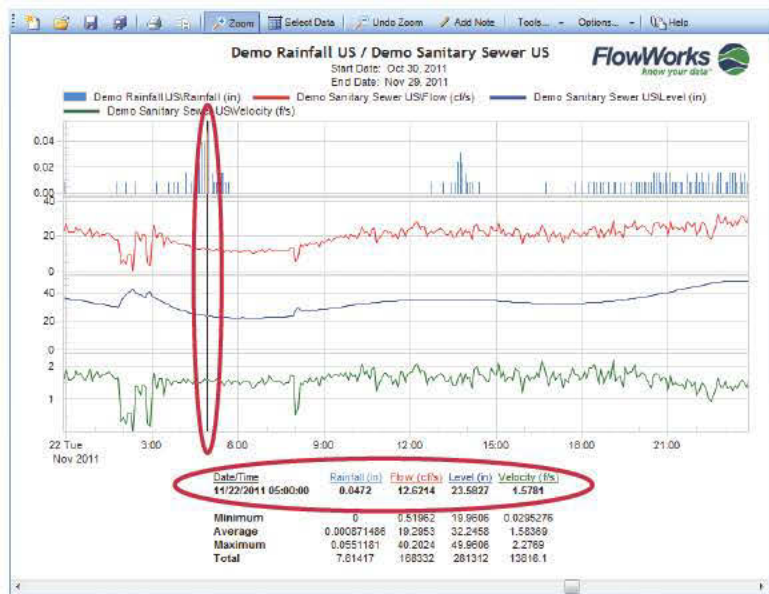 Zoom Select Data Undo Zoom Add Note Tools... Options... Help
Demo Rainfall US / Demo Sanitary Sewer US
Start Date: Oct 30, 2011
End Date: Nov 29, 2011
FlowWorks
know your data
Demo Rainfall US\Rainfall (in) Demo Sanitary Sewer US\Flow (cf/s) Demo Sanitary Sewer US\Level (in)
Demo Sanitary Sewer US\Velocity (f/s)
0.04
0.02
0.00
40
20
0
40
20
0
2
1
22 Tue 3:00 6:00 9:00 12:00 15:00 18:00 21:00
Nov 2011
Date/Time Rainfall (in) Flow (cf/s) Level (in) Velocity (f/s)
11/22/2011 05:00:00 0.0472 12.6214 23.5827 1.5781
Minimum 0 0.51962 19.9606 0.0295276
Average 0.000871486 19.2953 32.2458 1.58369
Maximum 0.0551181 40.2024 49.9606 2.2769
Total 7.61417 168332 281312 13816.1